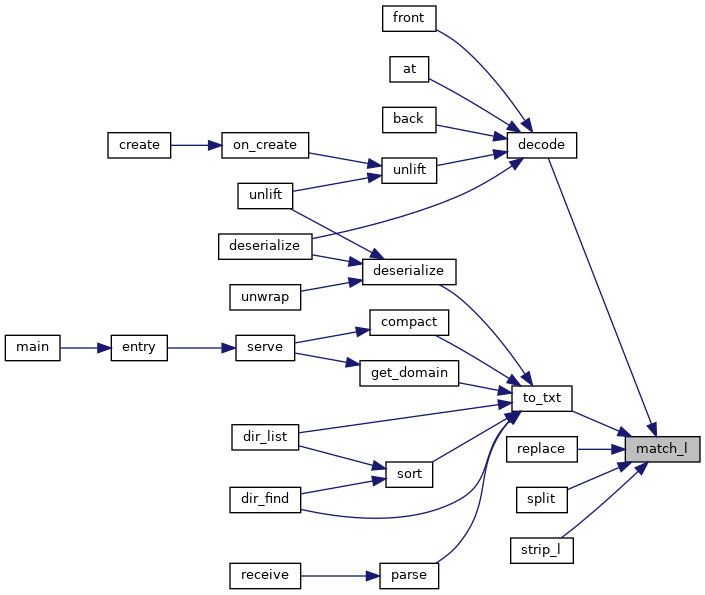 front
at
back
create
on_create
decode
unlift
unlift
deserialize
deserialize
unwrap
compact
main
entry
serve
get_domain
to_txt
dir_list
replace
match_l
sort
dir_find
split
strip_l
receive
parse